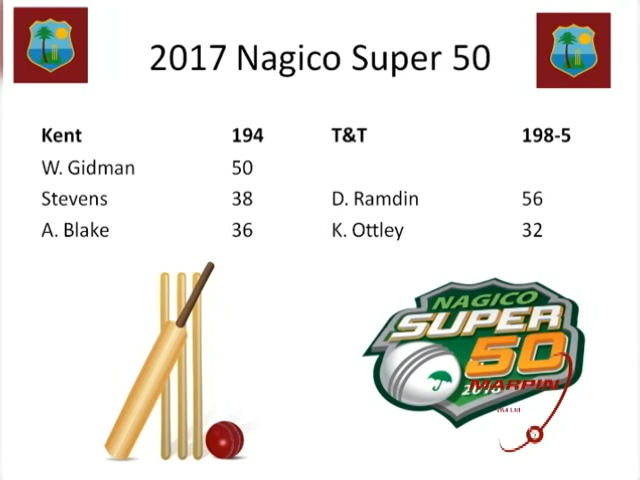 2017 Nagico Super 50
Kent 194 T&T 198-5
W. Gidman 50
Stevens 38 D. Ramdin 56
A. Blake 36 K. Ottley 32
NAGICO
SUPER
50
MARPIN